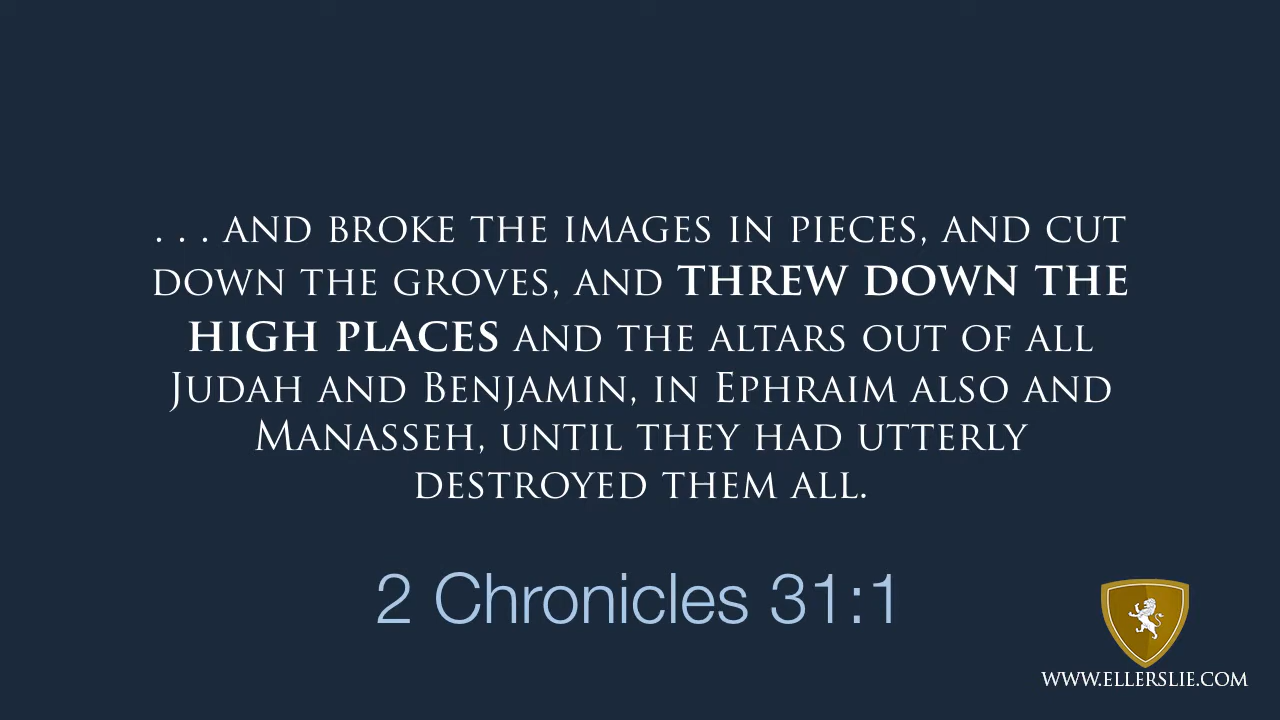 . . . AND BROKE THE IMAGES IN PIECES, AND CUT
DOWN THE GROVES, AND THREW DOWN THE
HIGH PLACES AND THE ALTARS OUT OF ALL
JUDAH AND BENJAMIN, IN EPHRAIM ALSO AND
MANASSEH, UNTIL THEY HAD UTTERLY
DESTROYED THEM ALL.
2 Chronicles 31:1
WWW.ELLERSLIE.COM